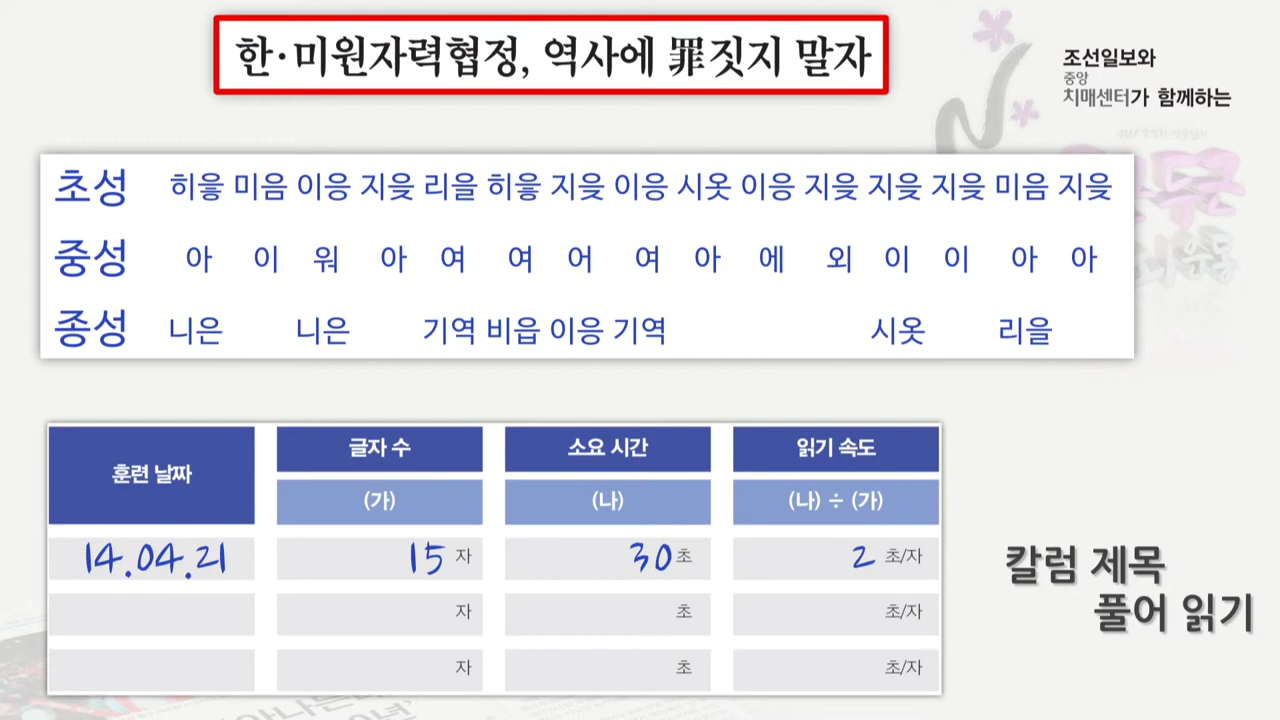 한·미원자력협정, 역사에 罪짓지 말자
조선일보와
중앙
치매센터가 함께하는
초성 히읗 미음 이응 지읒 리을 히읗 지읒 이응 시옷 이응 지읒 지읒 지읒 미음 지읒
중성 아 이 워 아 여 여 어 여 아 에 외 이 이 아 아
종성 니은 니은 기역 비읍 이응 기역 시옷 리을
훈련 날짜 글자 수 소요 시간 읽기 속도
(가) (나) (나) ÷ (가)
14.04.21 15 자 30 초 2 초/자
자 초 초/자
자 초 초/자
칼럼 제목
풀어 읽기